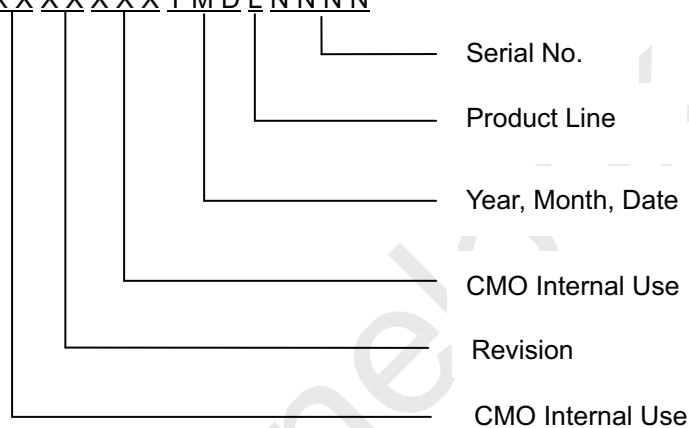 X X X X X X X Y M D L N N N N
Serial No.
Product Line
Year, Month, Date
CMO Internal Use
Revision
CMO Internal Use